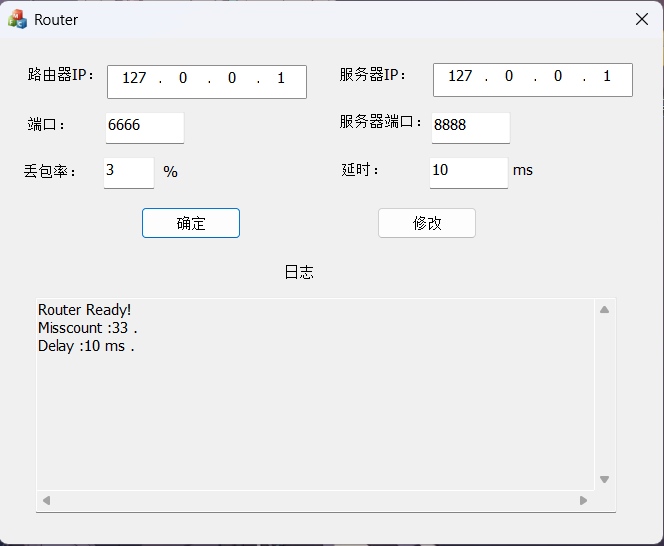 Router
路由器IP： 127 . 0 . 0 . 1 服务器IP： 127 . 0 . 0 . 1
端口： 6666 服务器端口： 8888
丢包率： 3 % 延时： 10 ms
确定 修改
日志
Router Ready!
Misscount :33 .
Delay :10 ms .